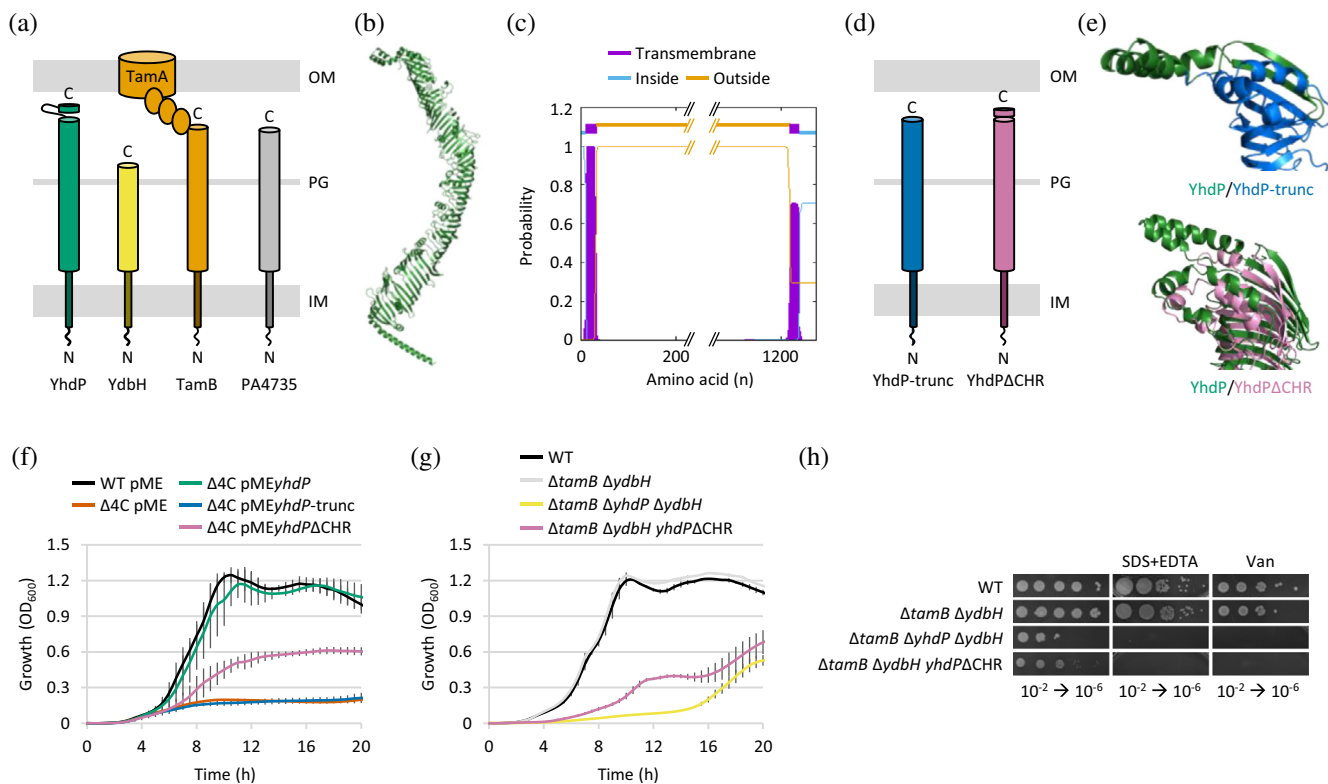 (a)
OM
TamA
C
C
C
C
PG
IM
N
N
N
N
YhdP
YdbH
TamB
PA4735
(b)
(c)
Transmembrane
Inside
Outside
1.2
1
0.8
0.6
0.4
0.2
0
Probability
0
200
1200
Amino acid (n)
(d)
OM
C
C
PG
IM
N
N
YhdP-trunc
YhdPΔCHR
(e)
YhdP/YhdP-trunc
YhdP/YhdPΔCHR
(f)
WT pME
Δ4C pMEyhdP
Δ4C pME
Δ4C pMEyhdP-trunc
Δ4C pMEyhdPΔCHR
1.5
1.2
0.9
0.6
0.3
0
Growth (OD600)
0 4 8 12 16 20
Time (h)
(g)
WT
ΔtamB ΔydbH
ΔtamB ΔyhdP ΔydbH
ΔtamB ΔydbH yhdPΔCHR
1.5
1.2
0.9
0.6
0.3
0
Growth (OD600)
0 4 8 12 16 20
Time (h)
(h)
SDS+EDTA
Van
WT
ΔtamB ΔydbH
ΔtamB ΔyhdP ΔydbH
ΔtamB ΔydbH yhdPΔCHR
10-2 → 10-6
10-2 → 10-6
10-2 → 10-6